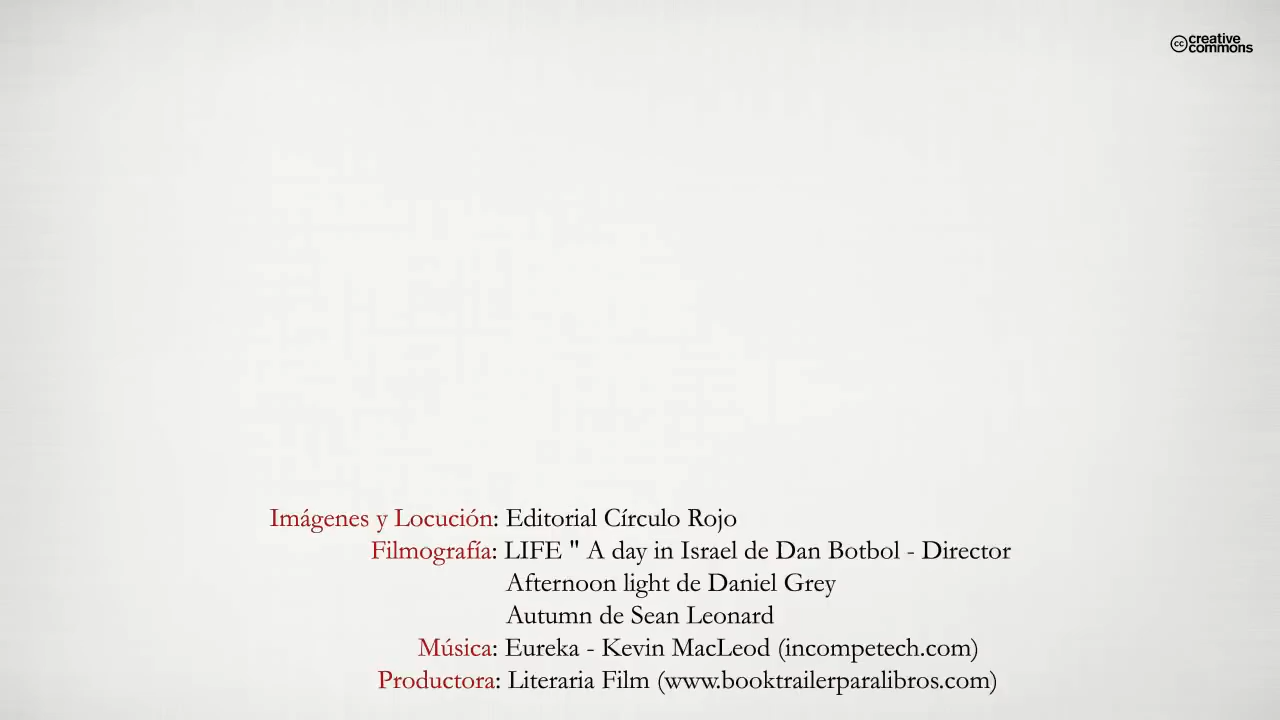 cc creative
commons
Imágenes y Locución: Editorial Círculo Rojo
Filmografía: LIFE " A day in Israel de Dan Botbol - Director
Afternoon light de Daniel Grey
Autumn de Sean Leonard
Música: Eureka - Kevin MacLeod (incompetech.com)
Productora: Literaria Film (www.booktrailerparalibros.com)